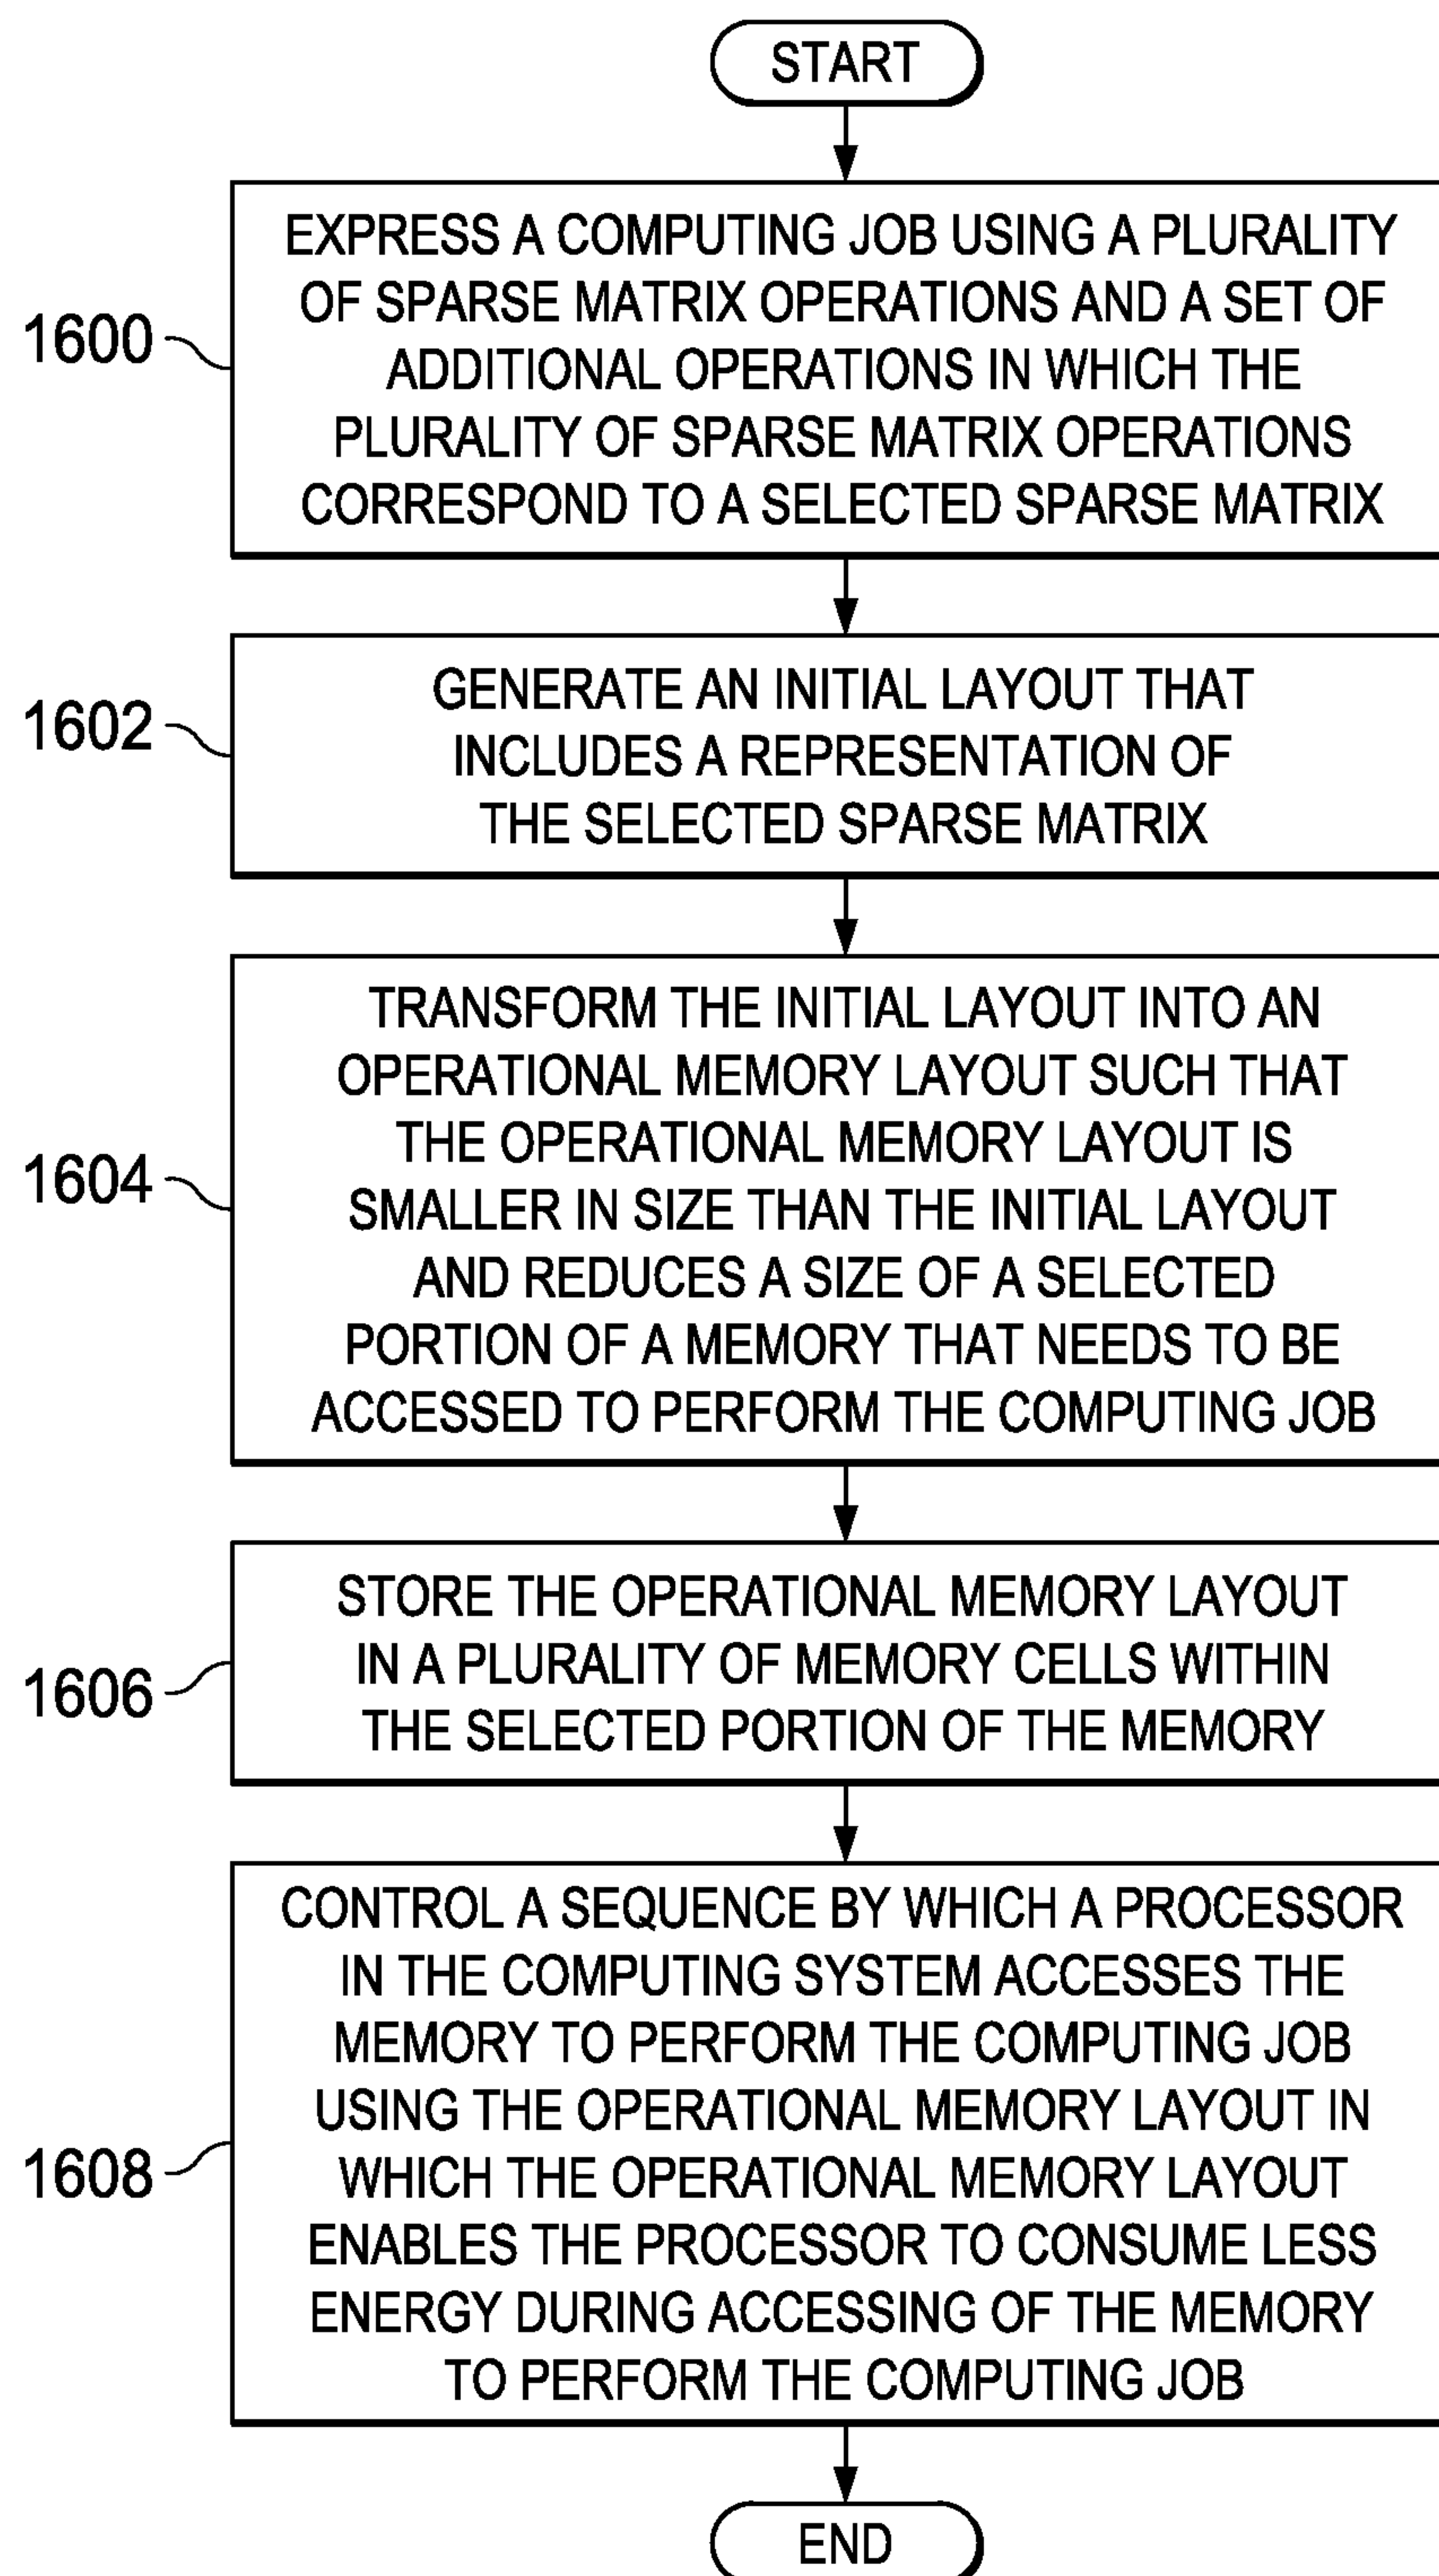 START
EXPRESS A COMPUTING JOB USING A PLURALITY
OF SPARSE MATRIX OPERATIONS AND A SET OF
ADDITIONAL OPERATIONS IN WHICH THE
PLURALITY OF SPARSE MATRIX OPERATIONS
CORRESPOND TO A SELECTED SPARSE MATRIX
1600
GENERATE AN INITIAL LAYOUT THAT
INCLUDES A REPRESENTATION OF
THE SELECTED SPARSE MATRIX
1602
TRANSFORM THE INITIAL LAYOUT INTO AN
OPERATIONAL MEMORY LAYOUT SUCH THAT
THE OPERATIONAL MEMORY LAYOUT IS
SMALLER IN SIZE THAN THE INITIAL LAYOUT
AND REDUCES A SIZE OF A SELECTED
PORTION OF A MEMORY THAT NEEDS TO BE
ACCESSED TO PERFORM THE COMPUTING JOB
1604
STORE THE OPERATIONAL MEMORY LAYOUT
IN A PLURALITY OF MEMORY CELLS WITHIN
THE SELECTED PORTION OF THE MEMORY
1606
CONTROL A SEQUENCE BY WHICH A PROCESSOR
IN THE COMPUTING SYSTEM ACCESSES THE
MEMORY TO PERFORM THE COMPUTING JOB
USING THE OPERATIONAL MEMORY LAYOUT IN
WHICH THE OPERATIONAL MEMORY LAYOUT
ENABLES THE PROCESSOR TO CONSUME LESS
ENERGY DURING ACCESSING OF THE MEMORY
TO PERFORM THE COMPUTING JOB
1608
END